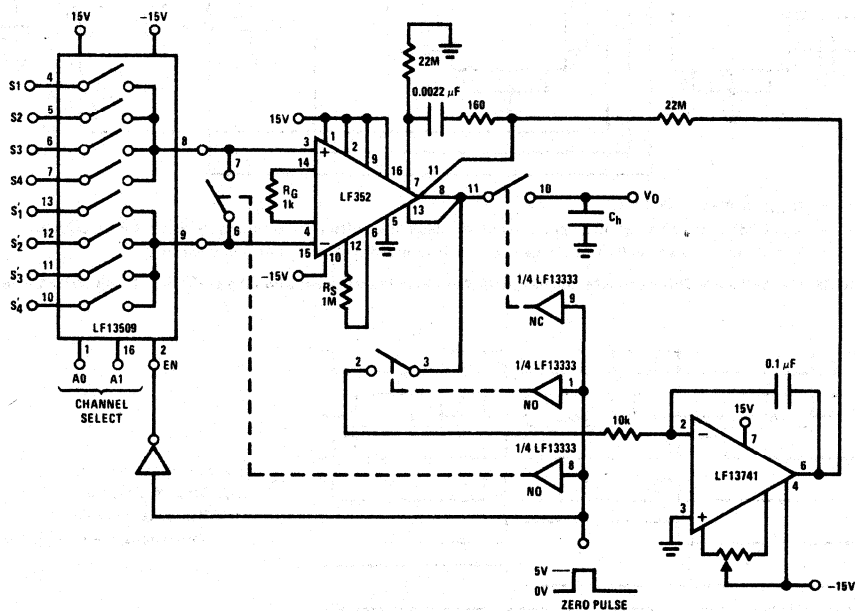 15V
-15V
S1
4
S2
5
S3
6
S4
7
S'1
13
S'2
12
S'3
11
S'4
10
LF13509
8
9
1
16
2
A0
A1
EN
CHANNEL
SELECT
7
6
15V
1
2
9
16
3
14
RG
1k
4
15
-15V
10
12
RS
1M
6
5
LF352
7
11
8
13
22M
0.0022 μF
160
22M
11
10
VO
Ch
1/4 LF13333
9
NC
2
3
1/4 LF13333
1
NO
1/4 LF13333
8
NO
10k
0.1 μF
15V
7
2
LF13741
6
4
3
-15V
5V
0V
ZERO PULSE